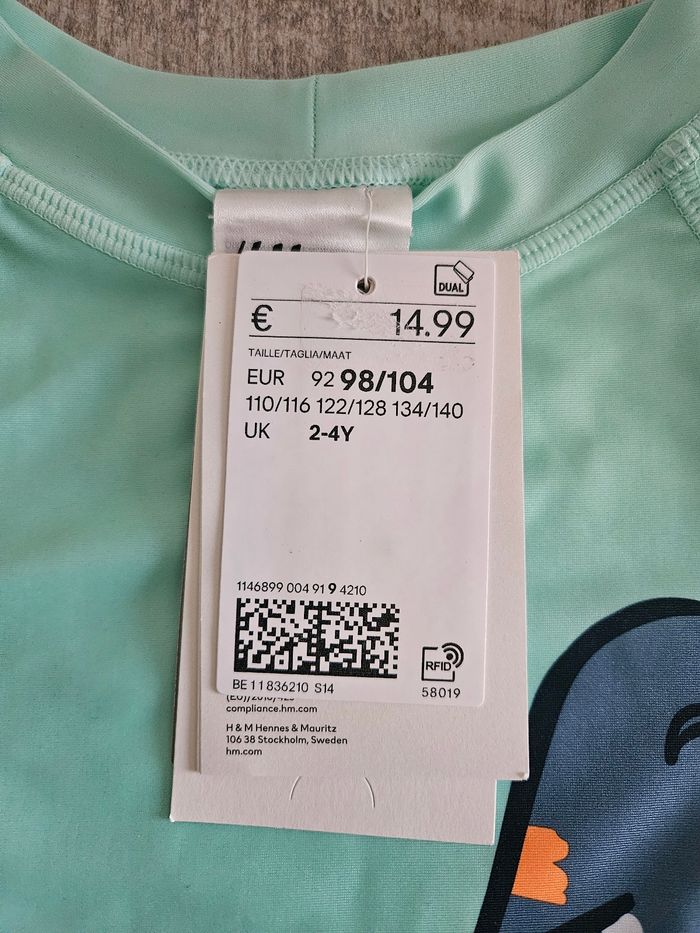 DUAL
€ 14.99
TAILLE/TAGLIA/MAAT
EUR 92 98/104
110/116 122/128 134/140
UK 2-4Y
1146899 004 91 9 4210
RFID
BE 11836210 S14
58019
compliance.hm.com
H & M Hennes & Mauritz
106 38 Stockholm, Sweden
hm.com